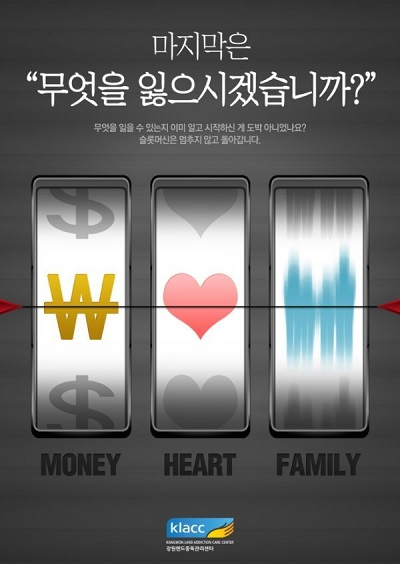 마지막은
“무엇을 잃으시겠습니까?”
무엇을 잃을 수 있는지 이미 알고 시작하신 게 도박 아니었나요?
슬롯머신은 멈추지 않고 돌아갑니다.
$
₩
$
MONEY HEART FAMILY
klacc
KANGWON LAND ADDICTION CARE CENTER
강원랜드중독관리센터